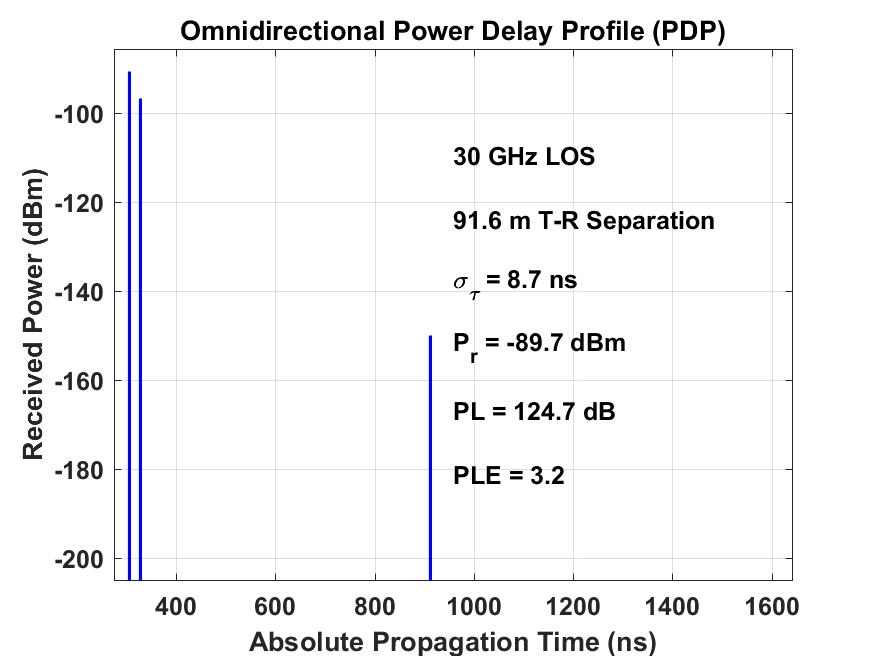 Omnidirectional Power Delay Profile (PDP)
Received Power (dBm)
-100
-120
-140
-160
-180
-200
30 GHz LOS
91.6 m T-R Separation
σ_τ = 8.7 ns
P_r = -89.7 dBm
PL = 124.7 dB
PLE = 3.2
400 600 800 1000 1200 1400 1600
Absolute Propagation Time (ns)